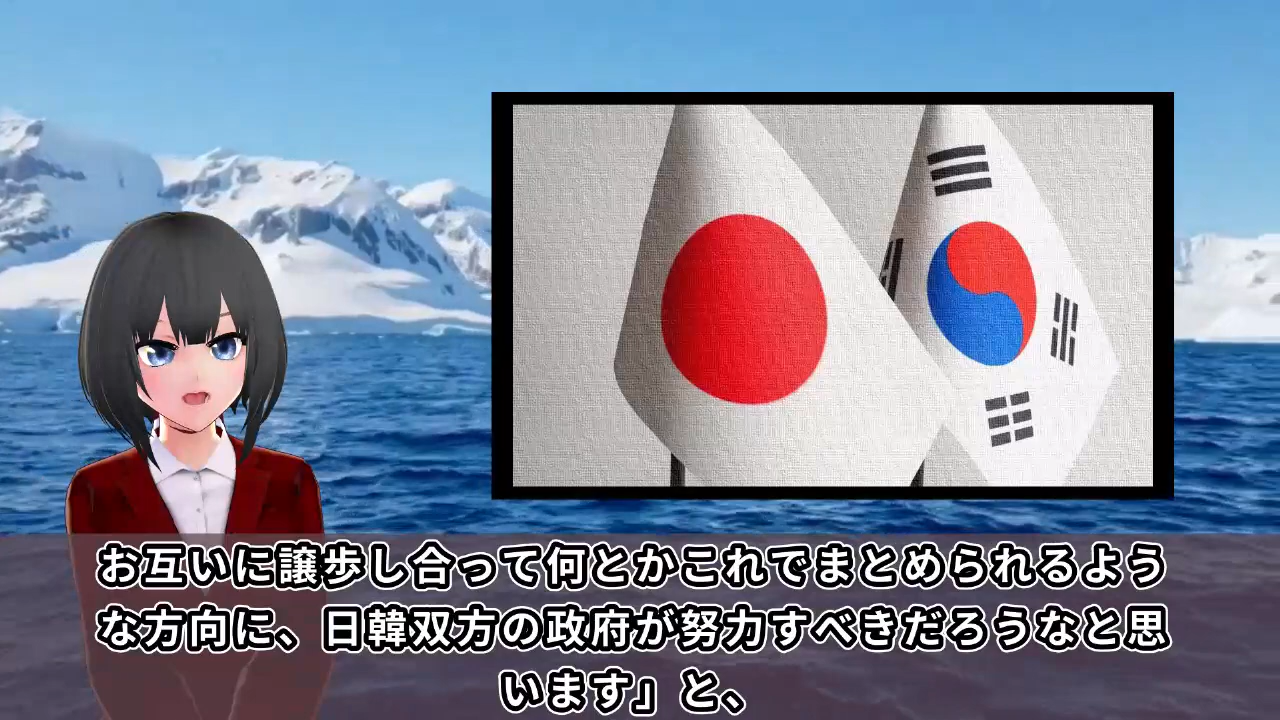 お互いに譲歩し合って何とかこれでまとめられるよう
な方向に、日韓双方の政府が努力すべきだろうなと思
います」と、